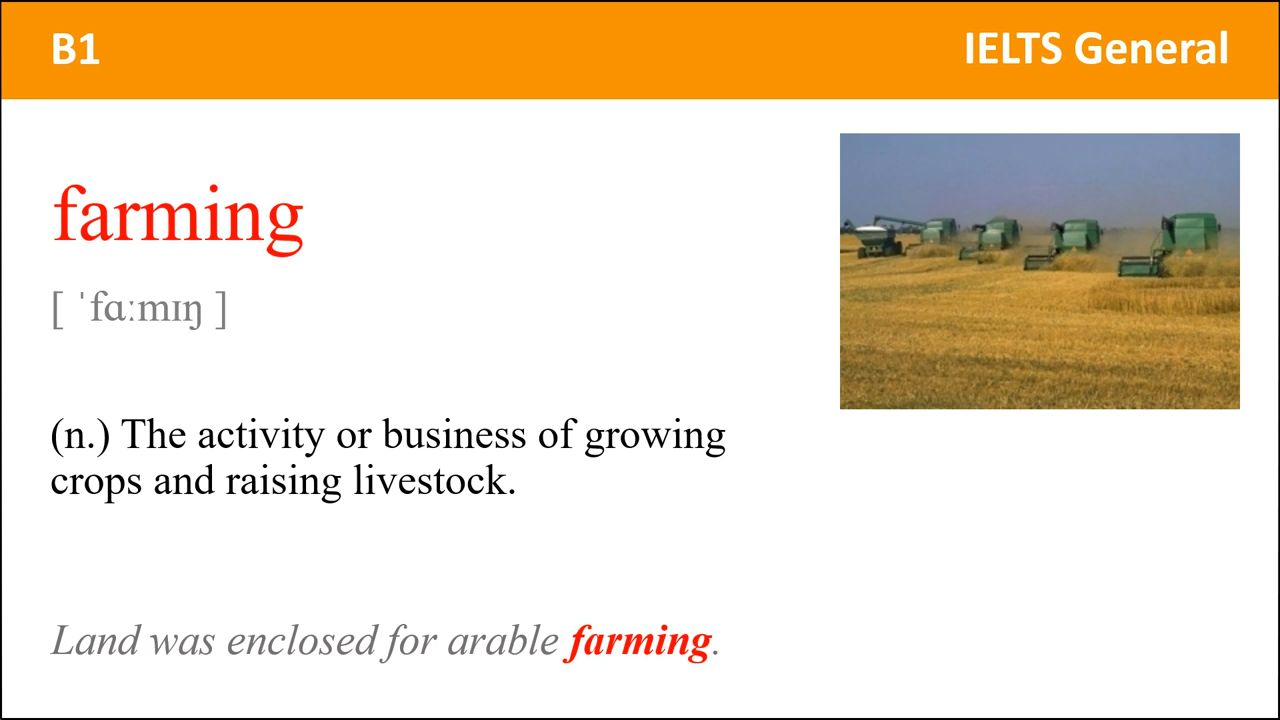 B1
IELTS General
farming
[ ˈfɑːmɪŋ ]
(n.) The activity or business of growing
crops and raising livestock.
Land was enclosed for arable farming.